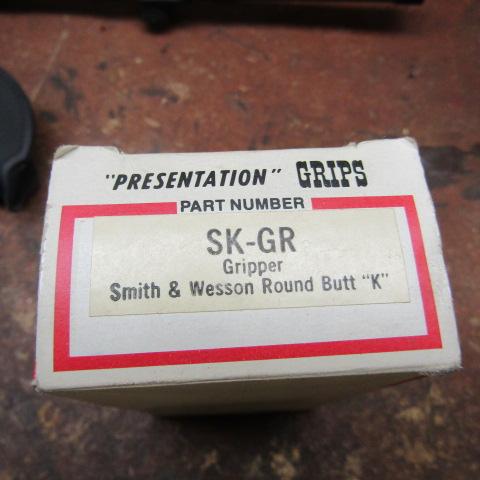 "PRESENTATION" GRIPS
PART NUMBER
SK-GR
Gripper
Smith & Wesson Round Butt "K"